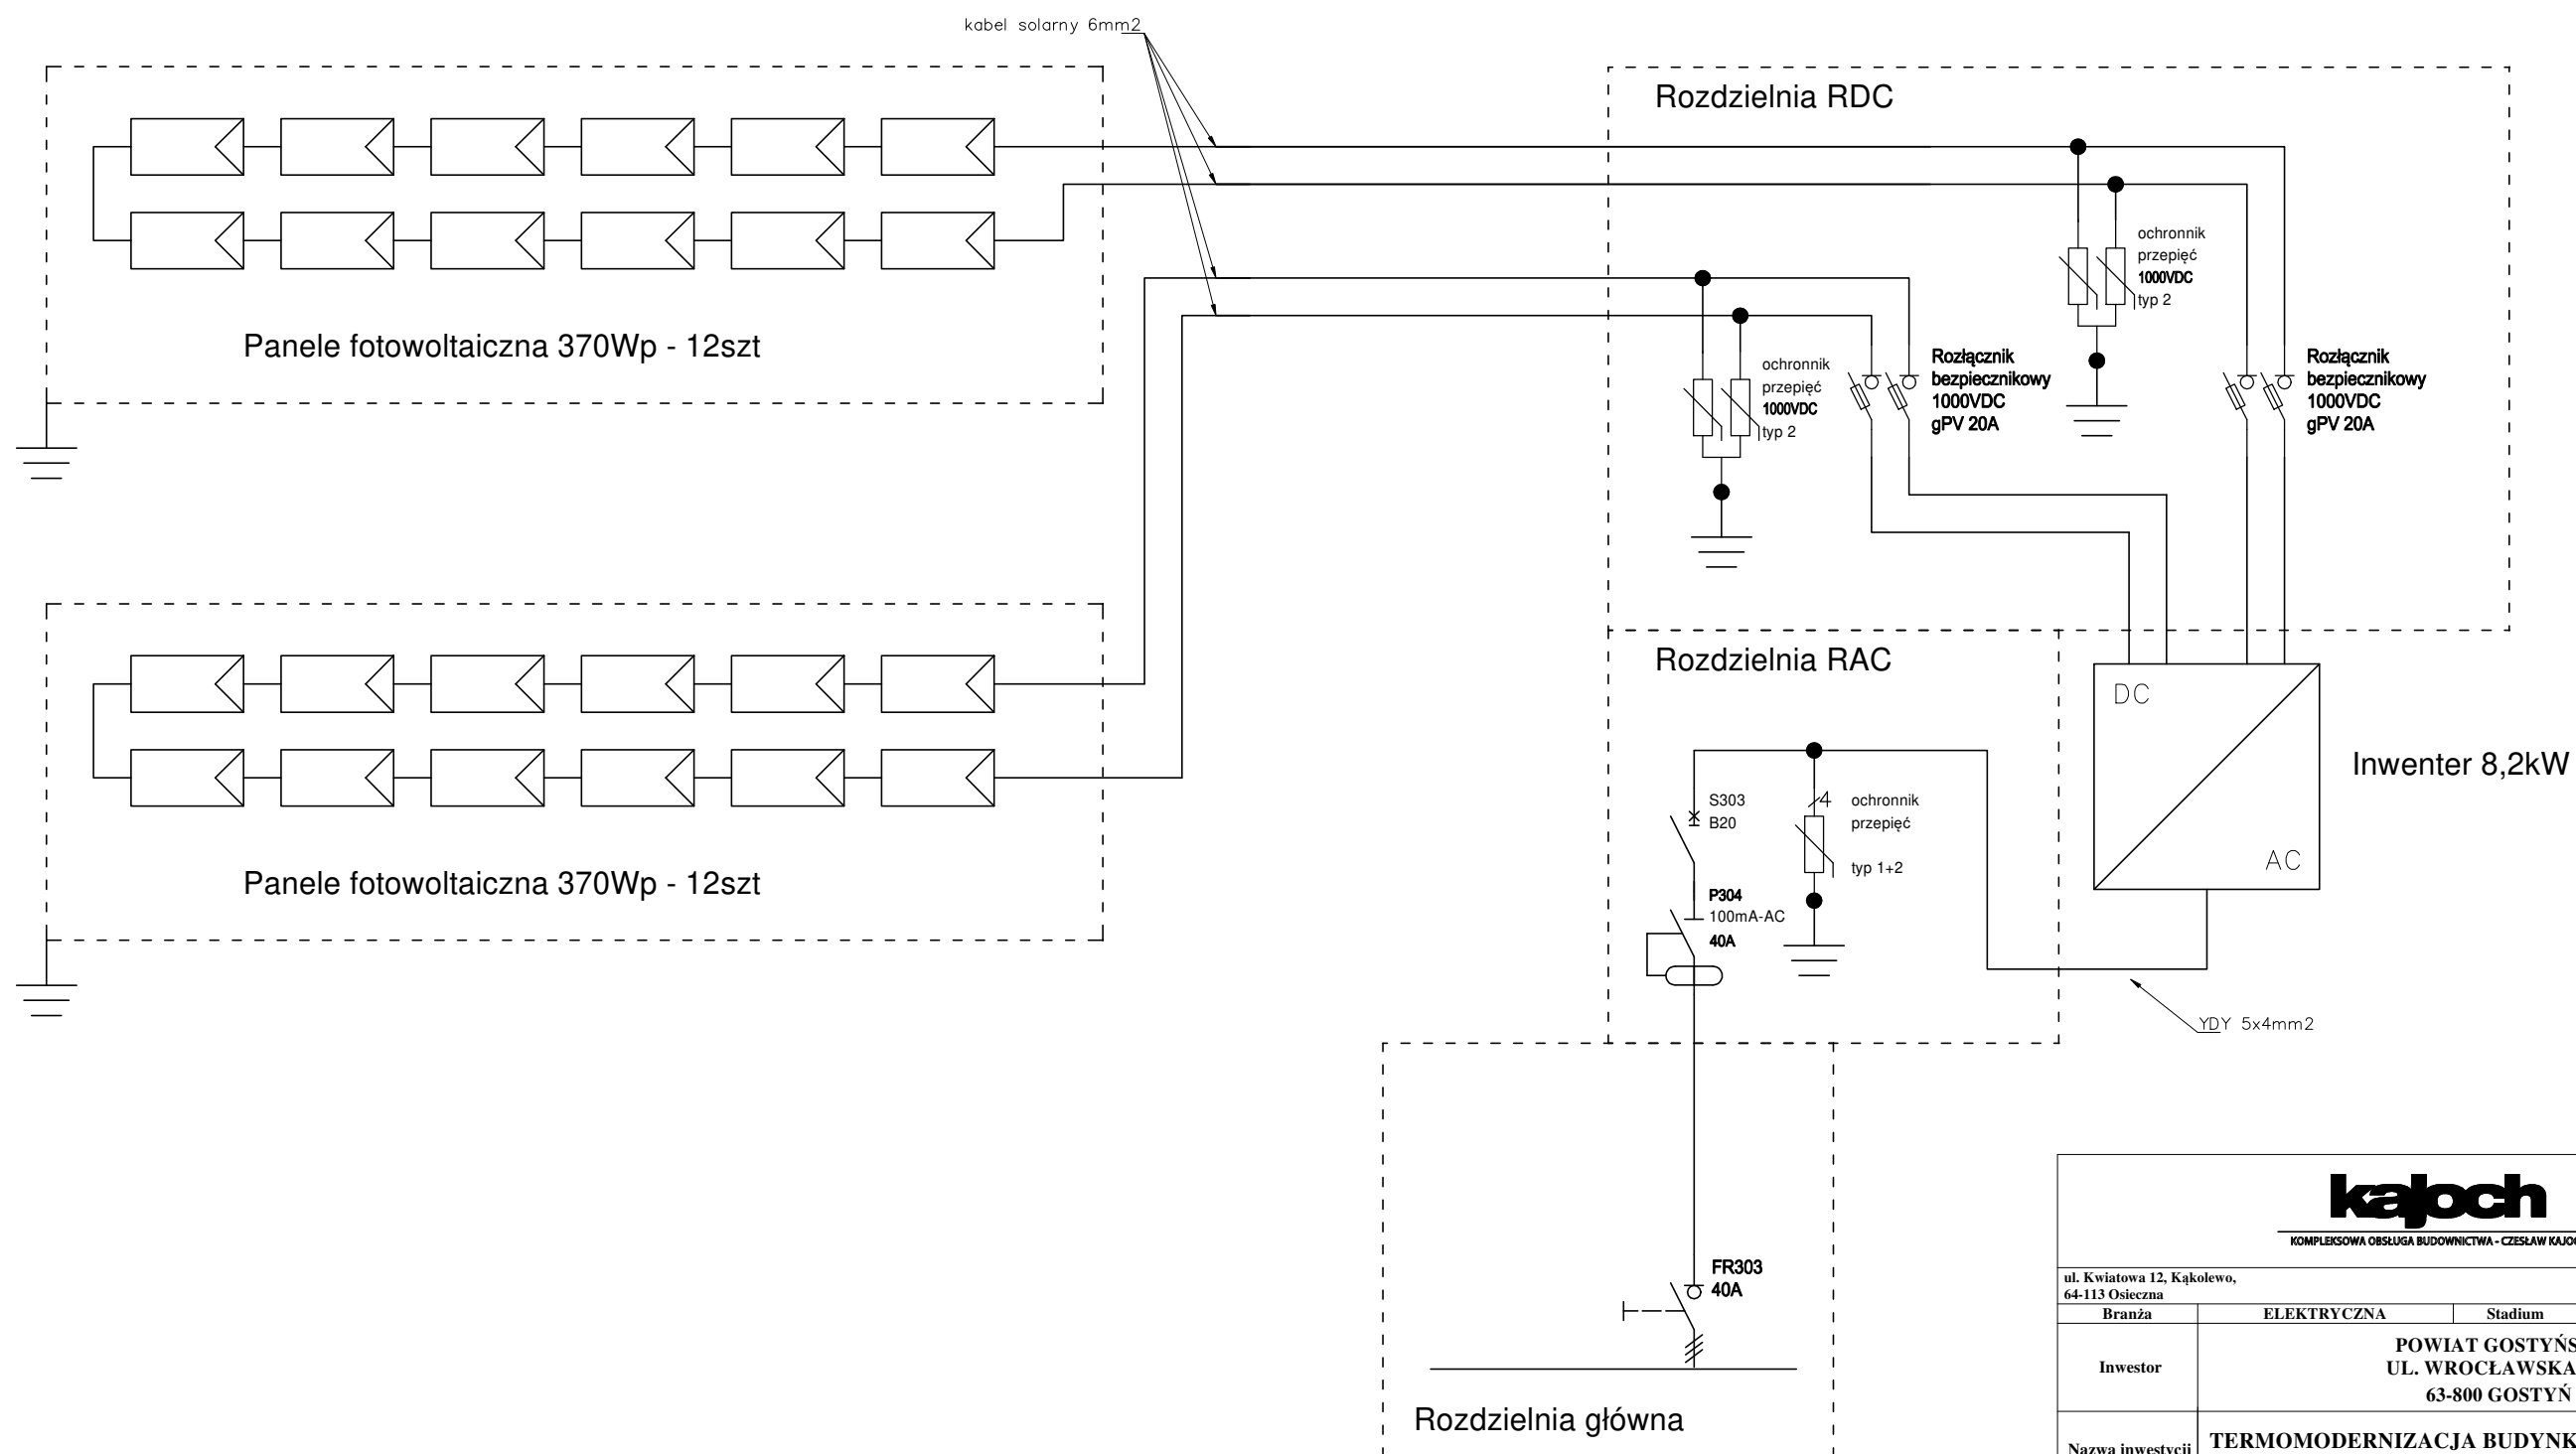 kabel solarny 6mm2
Rozdzielnia RDC
ochronnik
przepięć
1000VDC
typ 2
Panele fotowoltaiczna 370Wp - 12szt
ochronnik
przepięć
1000VDC
typ 2
Rozłącznik
bezpiecznikowy
1000VDC
gPV 20A
Rozłącznik
bezpiecznikowy
1000VDC
gPV 20A
Rozdzielnia RAC
DC
AC
Inwenter 8,2kW
S303
B20
4
ochronnik
przepięć
typ 1+2
Panele fotowoltaiczna 370Wp - 12szt
P304
100mA-AC
40A
YDY 5x4mm2
FR303
40A
Rozdzielnia główna
kajoch
KOMPLEKSOWA OBSŁUGA BUDOWNICTWA - CZESŁAW
ul. Kwiatowa 12, Kąkolewo,
64-113 Osieczna
Branża ELEKTRYCZNA Stadium
Inwestor
POWIAT
UL. WROCŁAWSKA
63-800 GOSTYŃ
Nazwa inwestycji
TERMOMODERNIZACJA